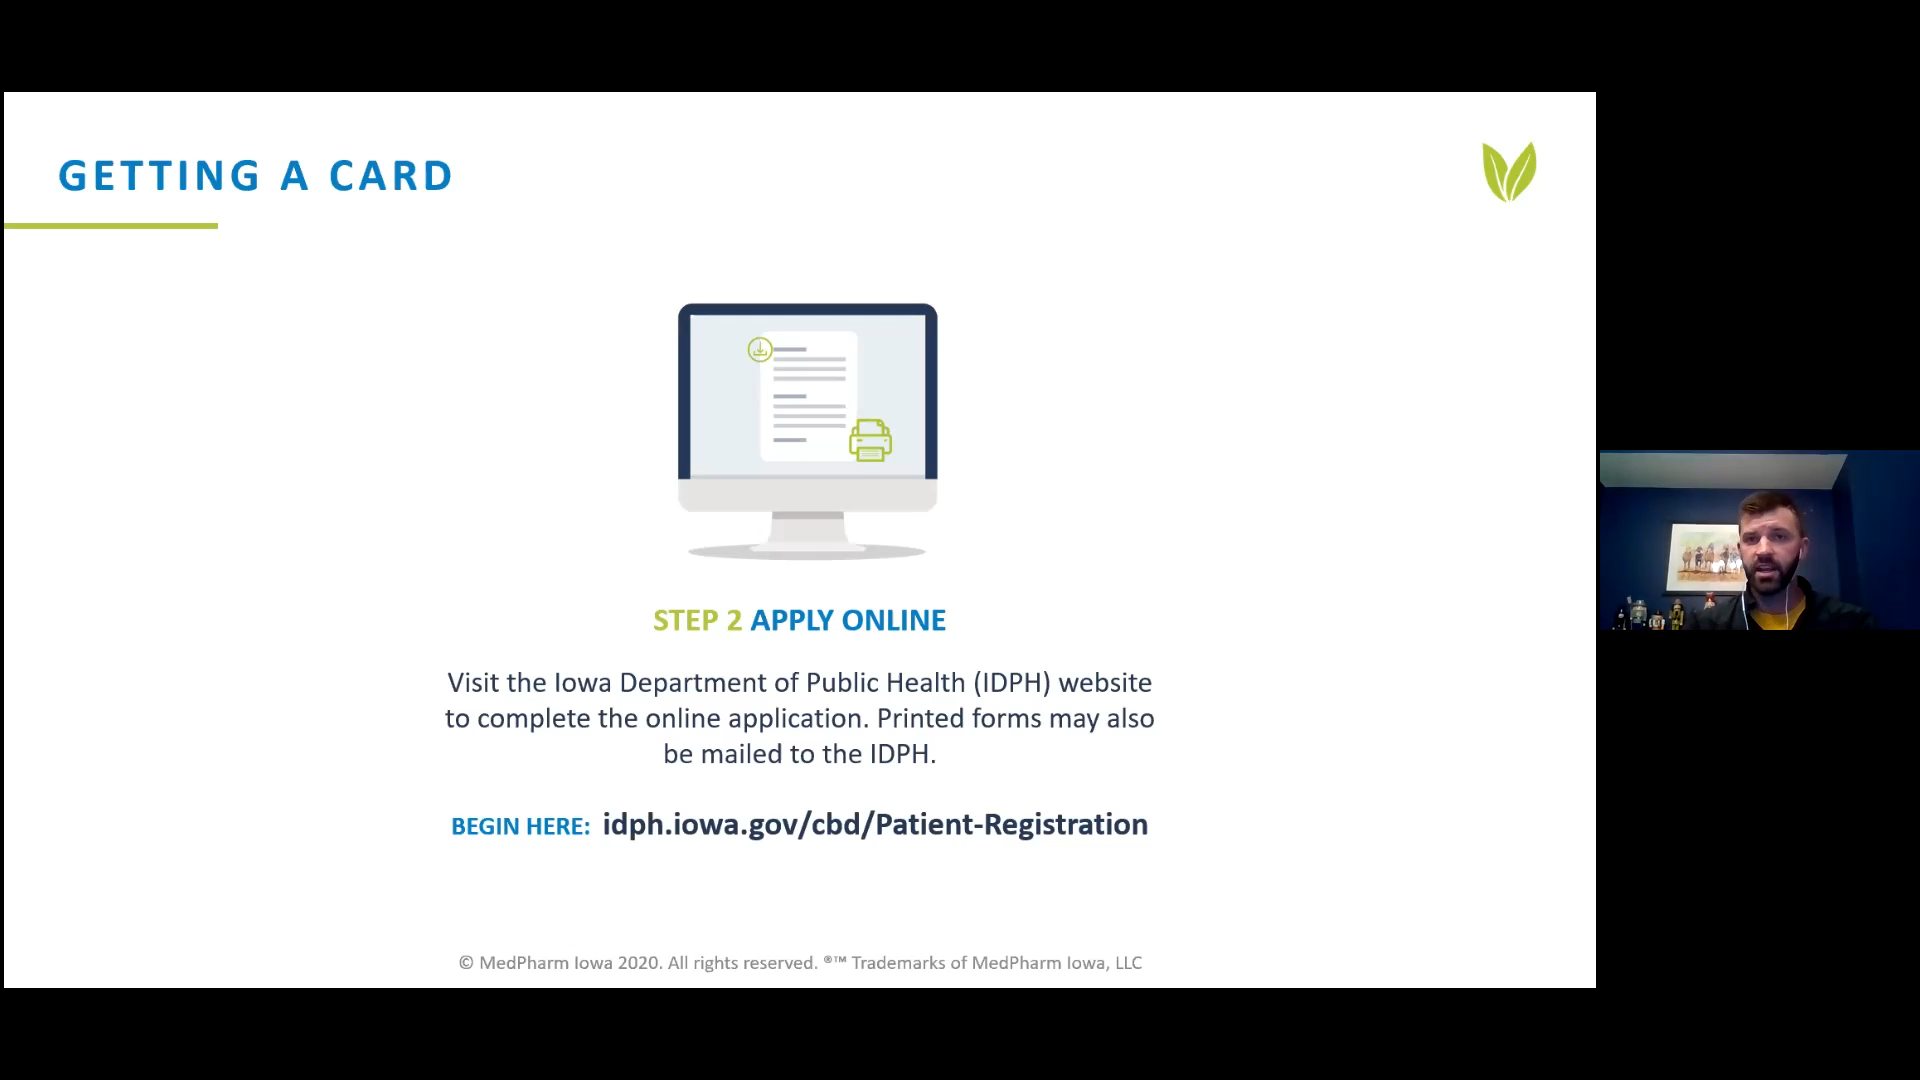 GETTING A CARD
STEP 2 APPLY ONLINE
Visit the Iowa Department of Public Health (IDPH) website
to complete the online application. Printed forms may also
be mailed to the IDPH.
BEGIN HERE: idph.iowa.gov/cbd/Patient-Registration
© MedPharm Iowa 2020. All rights reserved. ®™ Trademarks of MedPharm Iowa, LLC